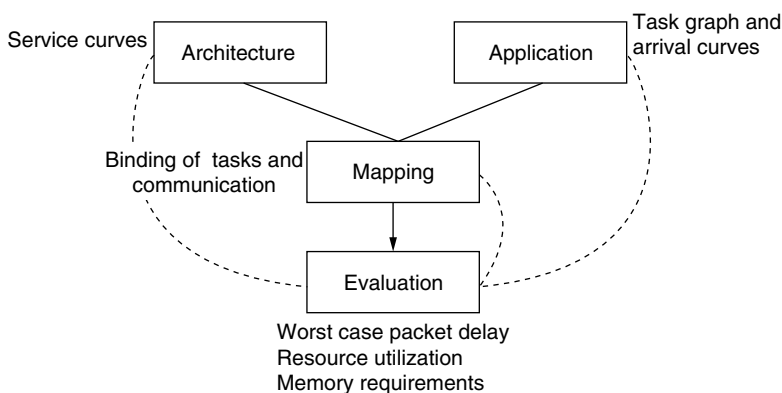 Service curves
Architecture
Application
Task graph and
arrival curves
Binding of tasks and
communication
Mapping
Evaluation
Worst case packet delay
Resource utilization
Memory requirements